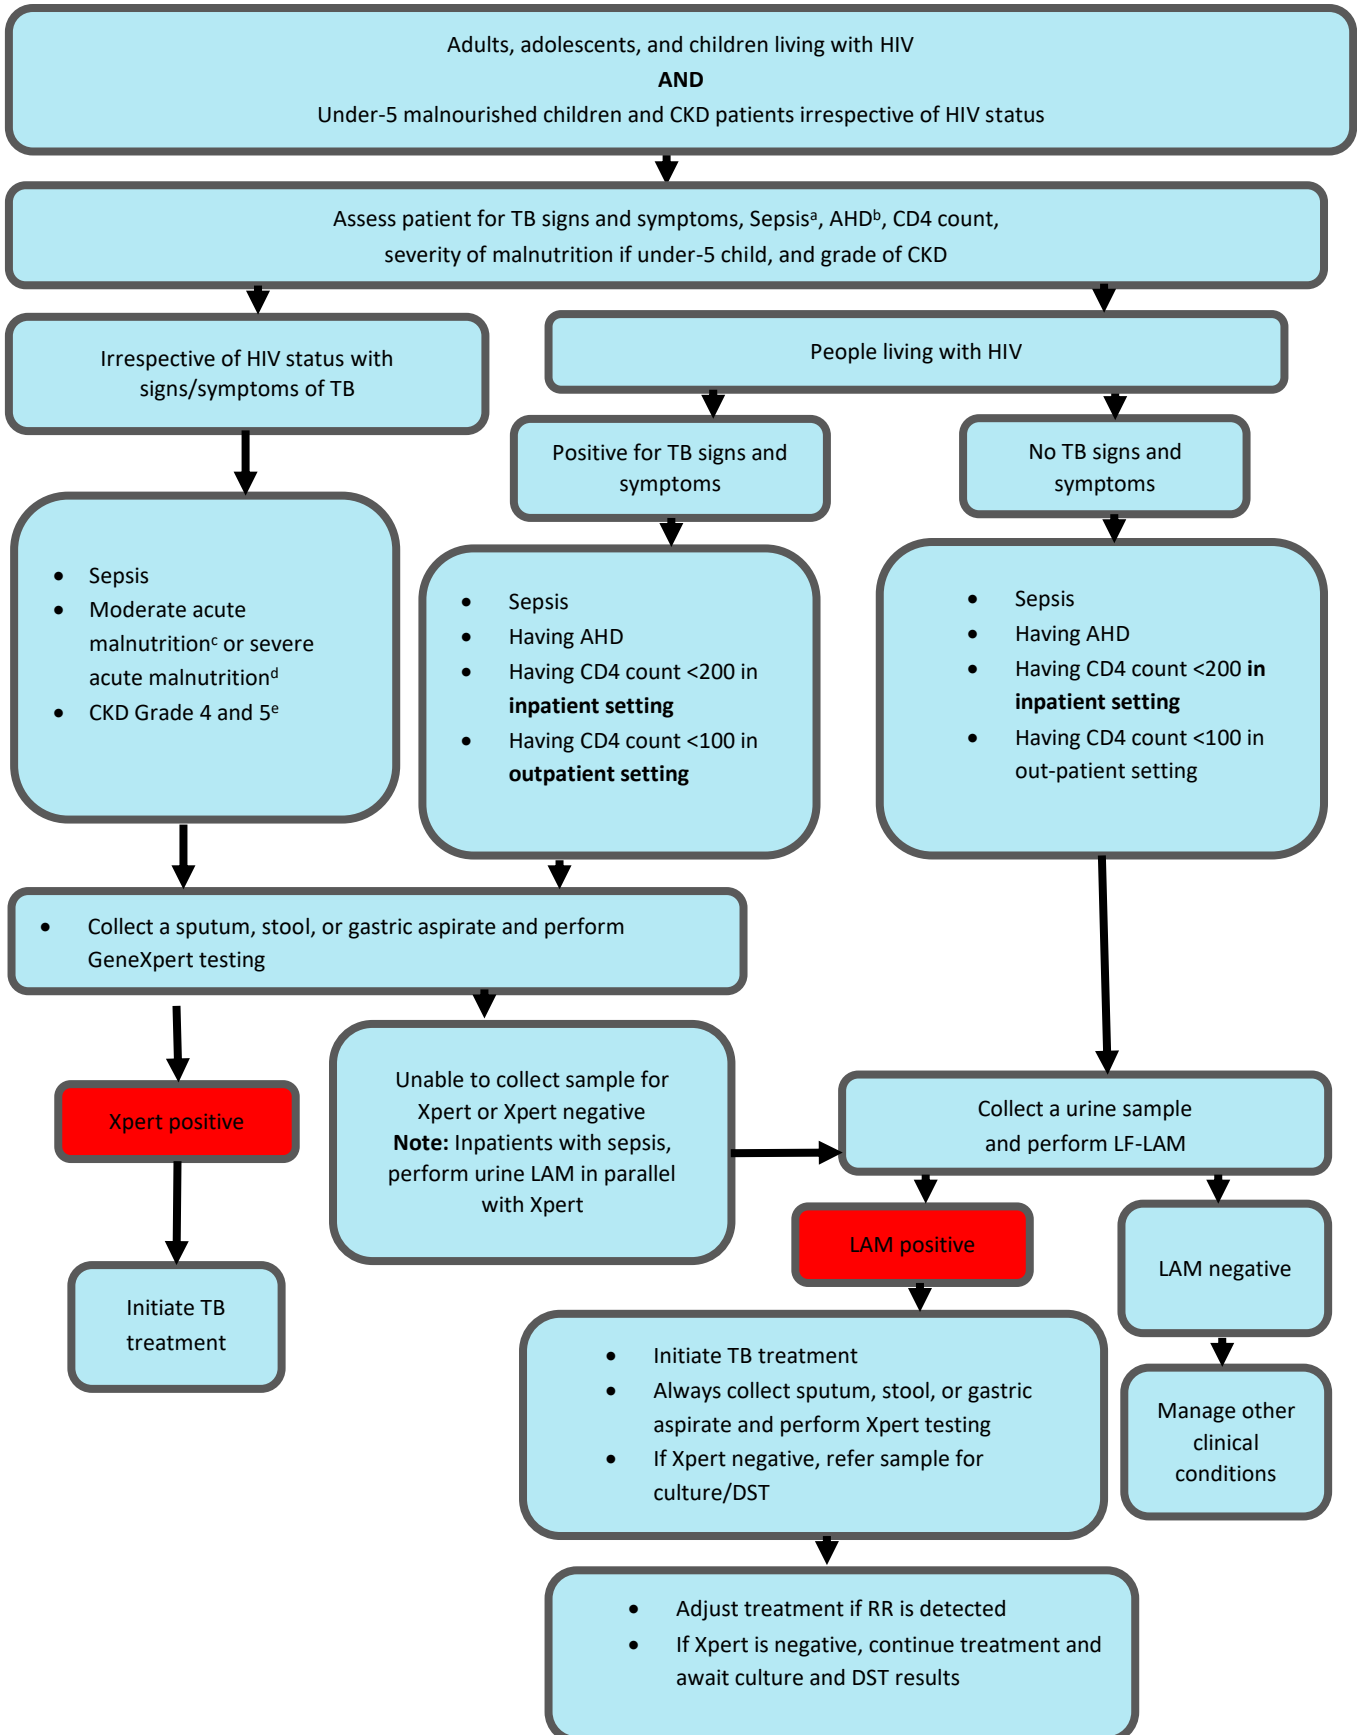 Adults, adolescents, and children living with HIV
AND
Under-5 malnourished children and CKD patients irrespective of HIV status
Assess patient for TB signs and symptoms, Sepsisᵃ, AHDᵇ, CD4 count,
severity of malnutrition if under-5 child, and grade of CKD
Irrespective of HIV status with
signs/symptoms of TB
People living with HIV
Positive for TB signs and
symptoms
No TB signs and
symptoms
• Sepsis
• Moderate acute
malnutritionᶜ or severe
acute malnutritionᵈ
• CKD Grade 4 and 5ᵉ
• Sepsis
• Having AHD
• Having CD4 count <200 in
inpatient setting
• Having CD4 count <100 in
outpatient setting
• Sepsis
• Having AHD
• Having CD4 count <200 in
inpatient setting
• Having CD4 count <100 in
out-patient setting
• Collect a sputum, stool, or gastric aspirate and perform
GeneXpert testing
Xpert positive
Initiate TB
treatment
Unable to collect sample for
Xpert or Xpert negative
Note: Inpatients with sepsis,
perform urine LAM in parallel
with Xpert
Collect a urine sample
and perform LF-LAM
LAM positive
LAM negative
• Initiate TB treatment
• Always collect sputum, stool, or gastric
aspirate and perform Xpert testing
• If Xpert negative, refer sample for
culture/DST
Manage other
clinical
conditions
• Adjust treatment if RR is detected
• If Xpert is negative, continue treatment and
await culture and DST results